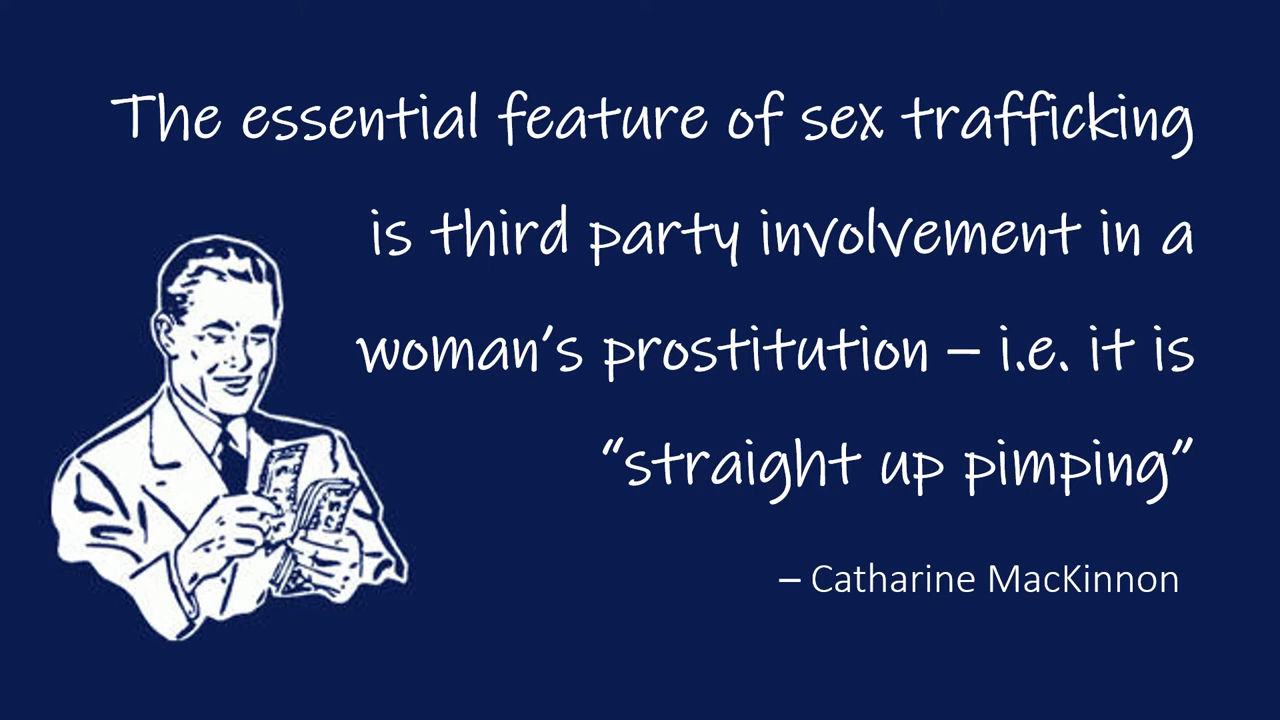 The essential feature of sex trafficking
is third party involvement in a
woman's prostitution – i.e. it is
“straight up pimping”
– Catharine MacKinnon